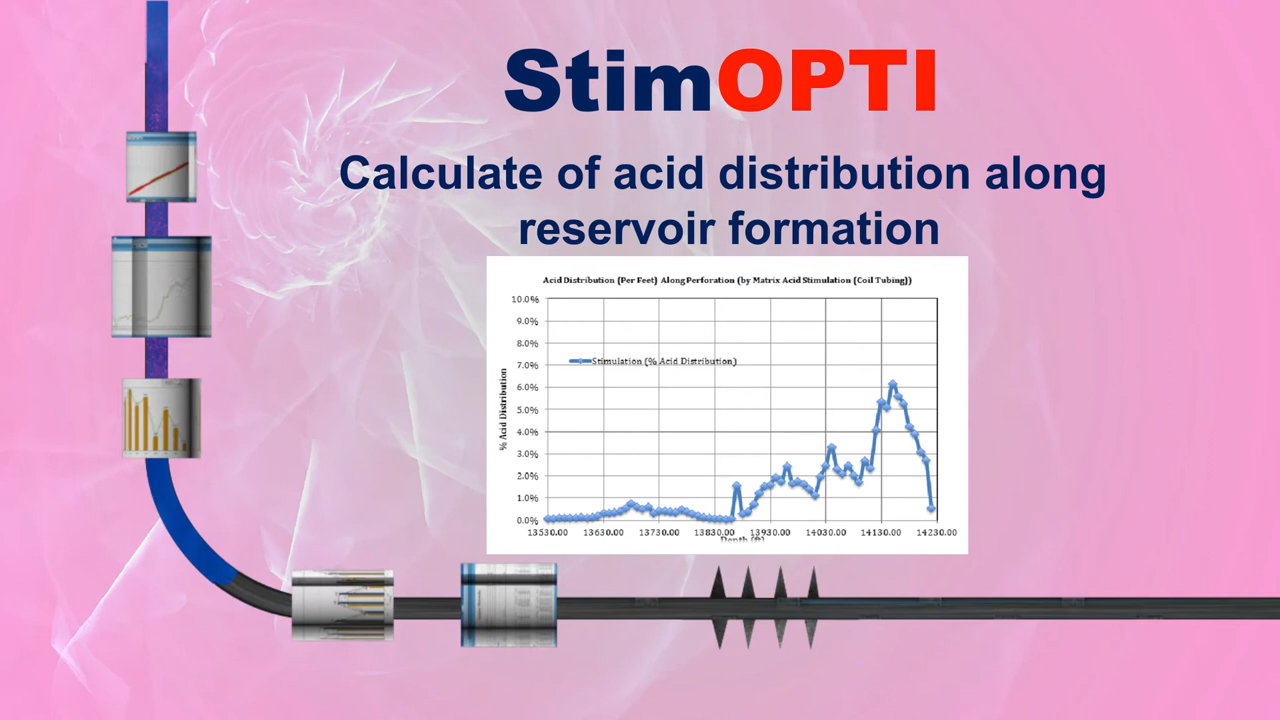 StimOPTI
Calculate of acid distribution along
reservoir formation
Acid Distribution (Per Feet) Along Perforation (by Matrix Acid Stimulation (Coil Tubing))
10.0%
9.0%
8.0%
7.0%
6.0%
5.0%
4.0%
3.0%
2.0%
1.0%
0.0%
% Acid Distribution
Stimulation (% Acid Distribution)
13530.00 13630.00 13730.00 13830.00 13930.00 14030.00 14130.00 14230.00
Depth (ft)